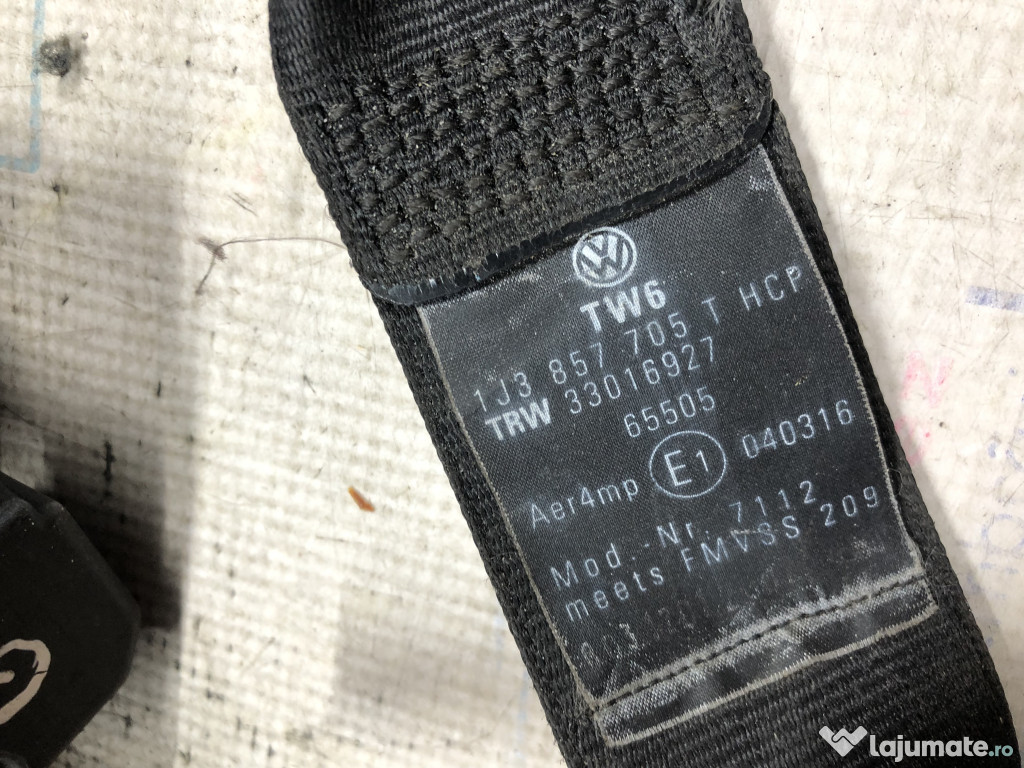 VW
TW6
1J3 857 705 T HCP
TRW 33016927
65505
Aer4mp E1 040316
Mod.-Nr. 7112
meets FMVSS 209
lajumate.ro